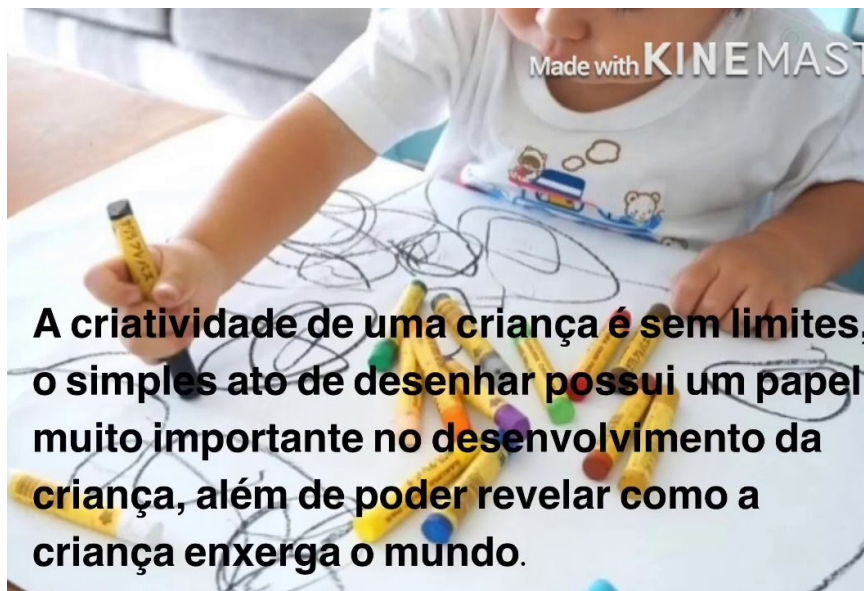 Made with KINEMAST
A criatividade de uma criança é sem limites,
o simples ato de desenhar possui um papel
muito importante no desenvolvimento da
criança, além de poder revelar como a
criança enxerga o mundo.